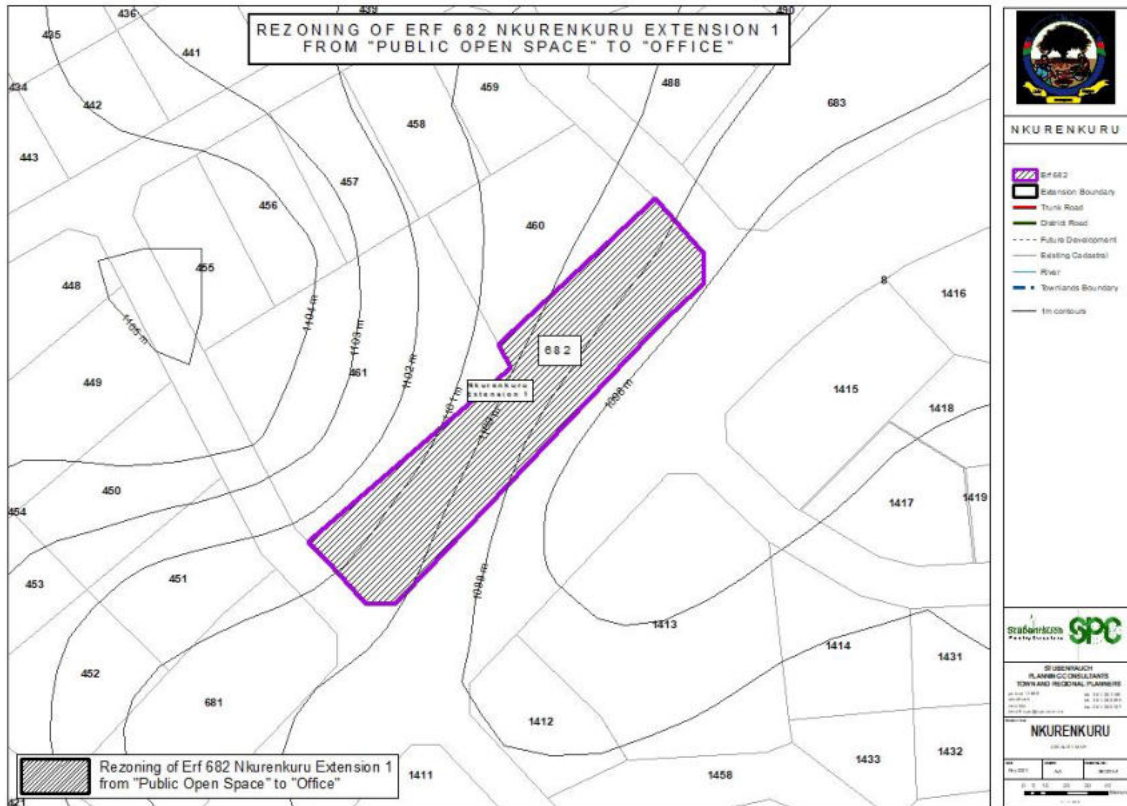 REZONING OF ERF 682 NKURENKURU EXTENSION 1
FROM "PUBLIC OPEN SPACE" TO "OFFICE"
436
439
490
435
441
434
442
443
459
458
488
683
457
456
455
460
448
1105 m
1104 m
1103 m
1102 m
1101 m
461
449
682
Nkurenkuru
Extension 1
8
1416
1415
1418
1417
1419
450
454
453
451
452
681
1413
1414
1431
1412
1411
1458
1433
1432
421
Rezoning of Erf 682 Nkurenkuru Extension 1
from "Public Open Space" to "Office"
NKURENKURU
Erf 682
Extension Boundary
Trunk Road
District Road
Future Development
Existing Cadastral
River
Townlands Boundary
1m contours
Stubenrauch
SPC
STUBENRAUCH
PLANNING CONSULTANTS
TOWN AND REGIONAL PLANNERS
NKURENKURU